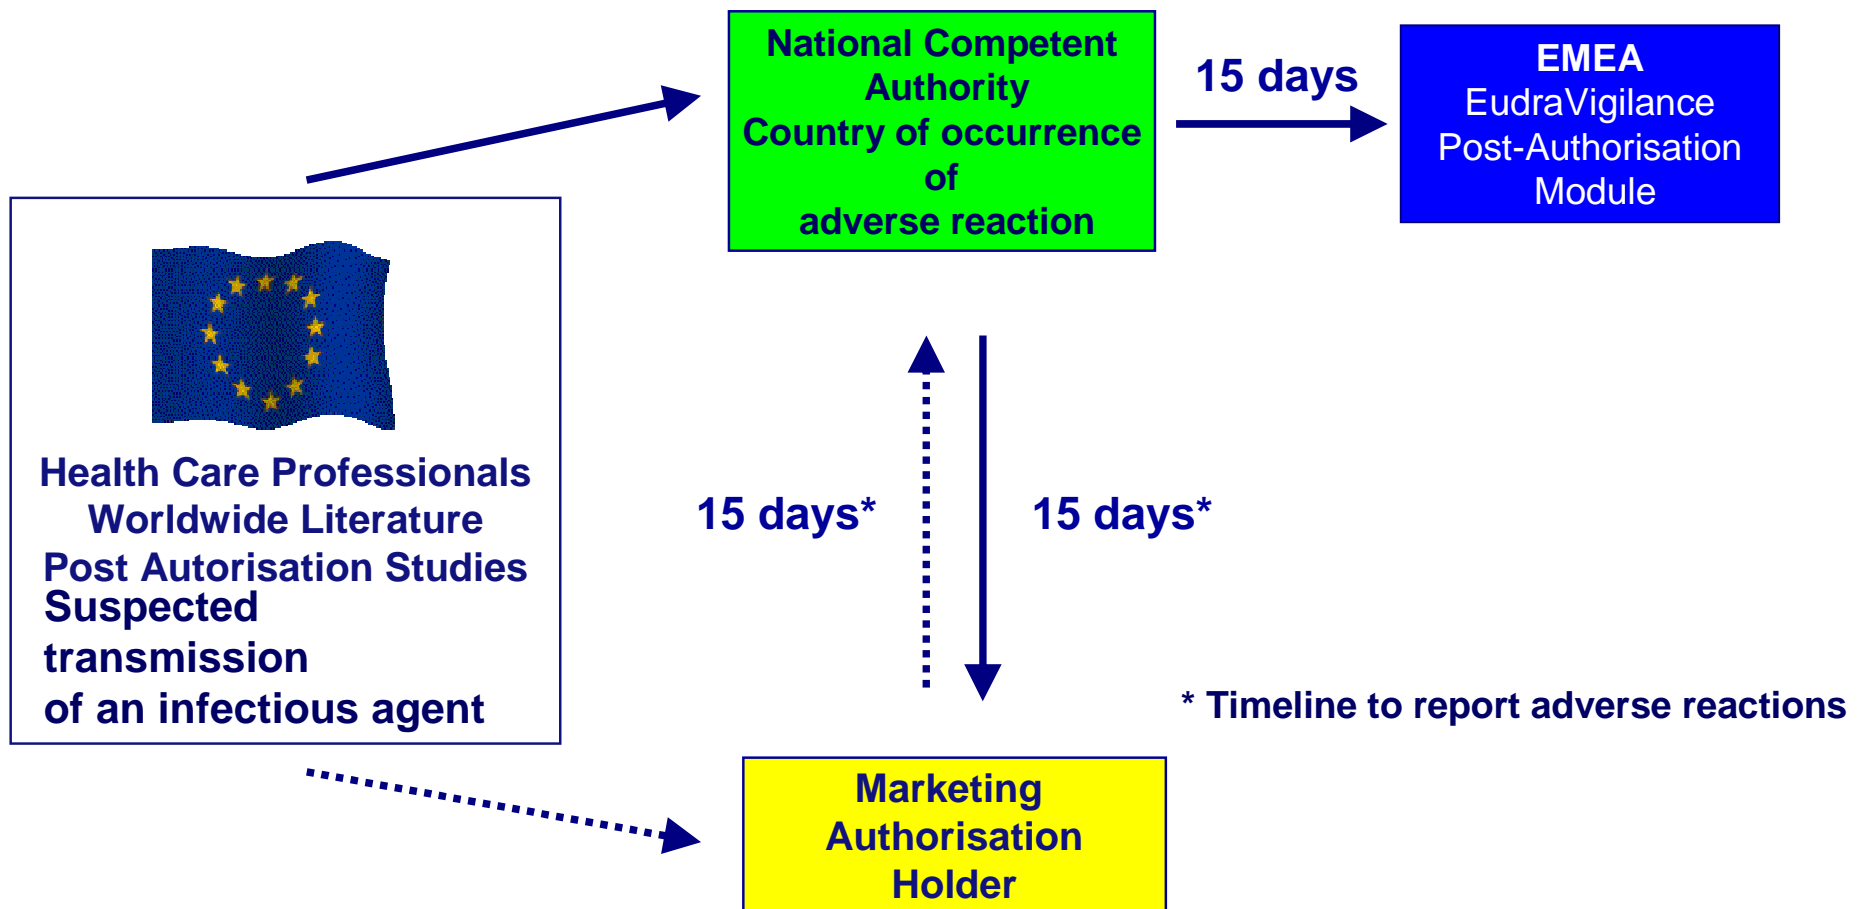 National Competent
Authority
Country of occurrence
of
adverse reaction
15 days
EMEA
EudraVigilance
Post-Authorisation
Module
Health Care Professionals
Worldwide Literature
Post Autorisation Studies
Suspected
transmission
of an infectious agent
15 days*
15 days*
* Timeline to report adverse reactions
Marketing
Authorisation
Holder